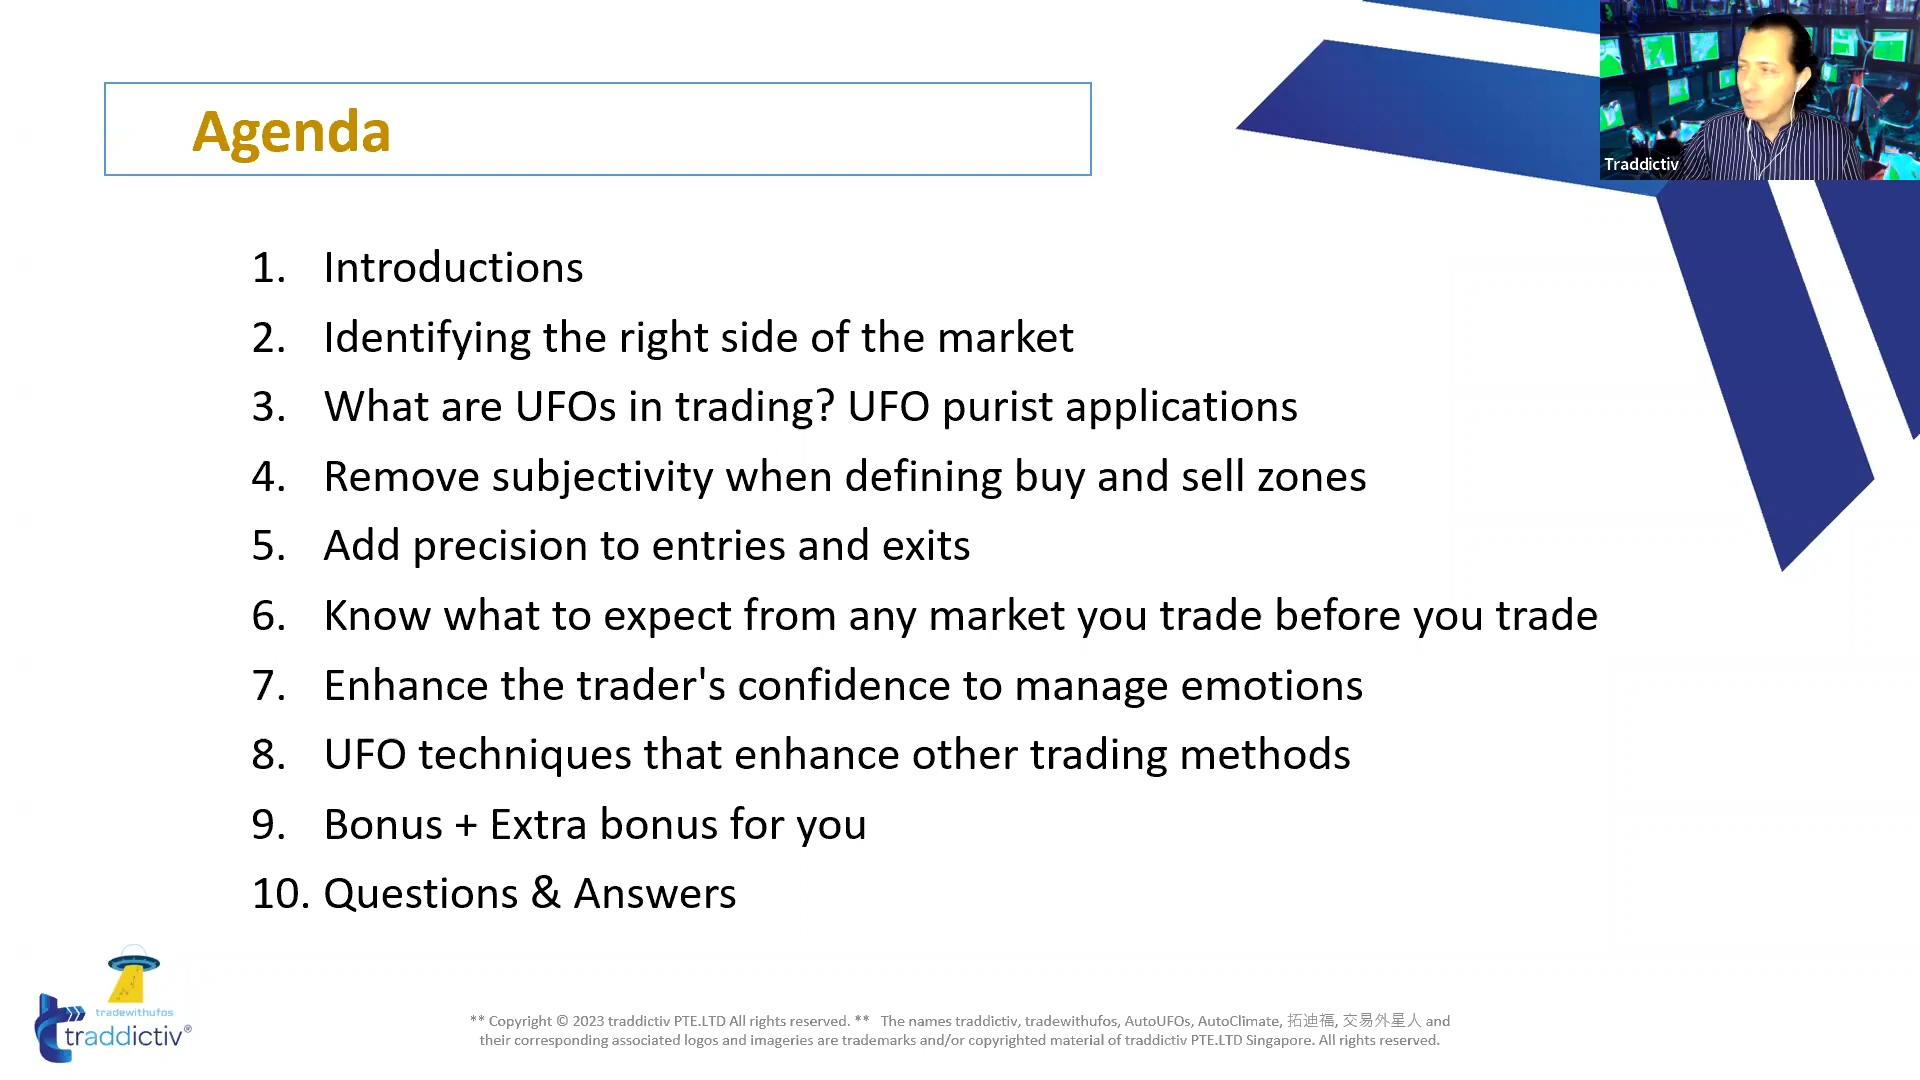 Agenda
Traddictiv
1. Introductions
2. Identifying the right side of the market
3. What are UFOs in trading? UFO purist applications
4. Remove subjectivity when defining buy and sell zones
5. Add precision to entries and exits
6. Know what to expect from any market you trade before you trade
7. Enhance the trader's confidence to manage emotions
8. UFO techniques that enhance other trading methods
9. Bonus + Extra bonus for you
10. Questions & Answers
tradewithufos
traddictiv®
** Copyright © 2023 traddictiv PTE.LTD All rights reserved. ** The names traddictiv, tradewithufos, AutoUFOs, AutoClimate, 拓迪福, 交易外星人 and
their corresponding associated logos and imageries are trademarks and/or copyrighted material of traddictiv PTE.LTD Singapore. All rights reserved.